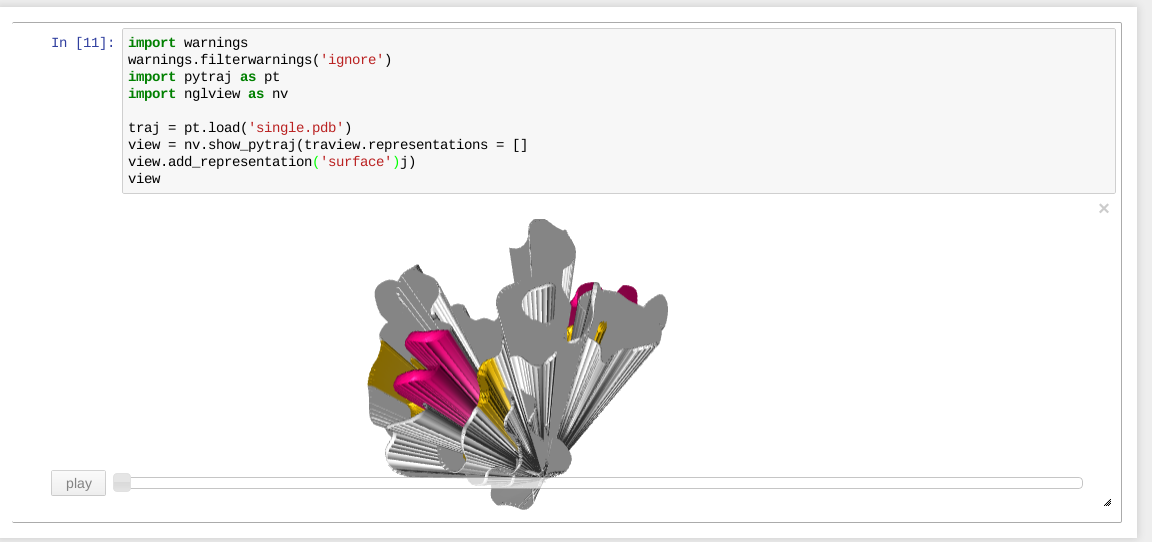 In [11]:
import warnings
warnings.filterwarnings('ignore')
import pytraj as pt
import nglview as nv
traj = pt.load('single.pdb')
view = nv.show_pytraj(traview.representations = []
view.add_representation('surface')j)
view
×
play